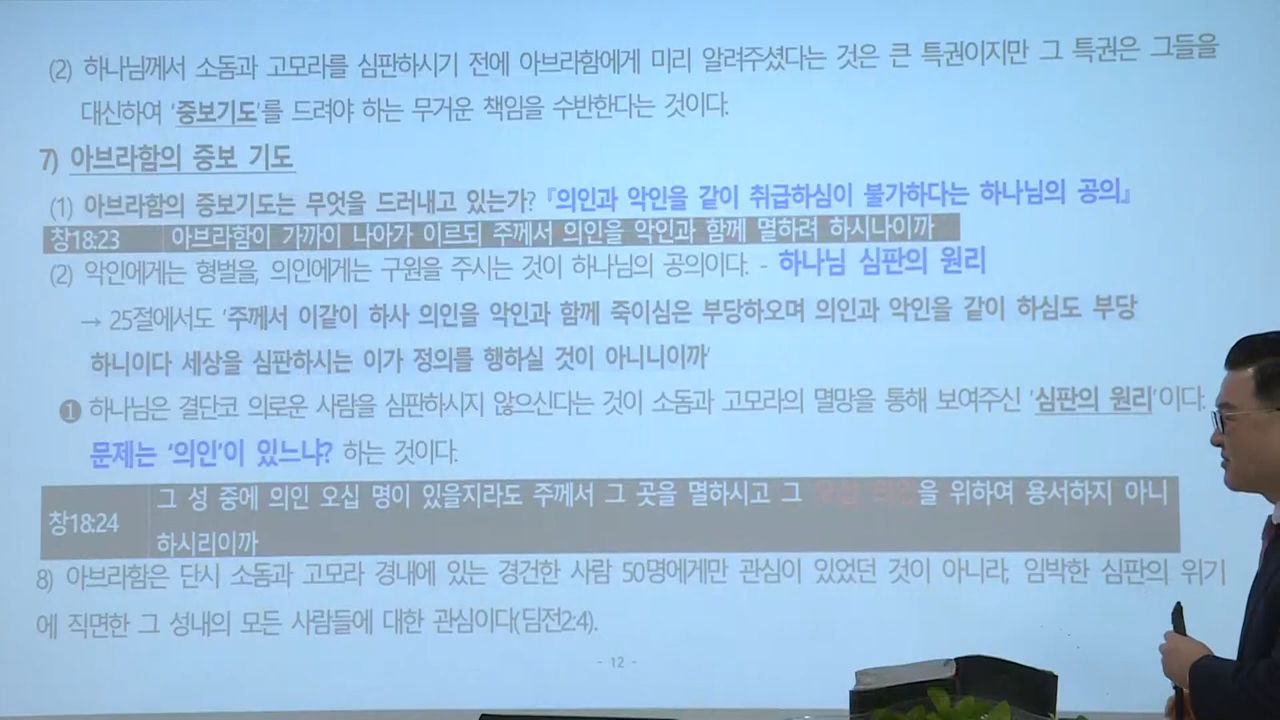 (2) 하나님께서 소돔과 고모라를 심판하시기 전에 아브라함에게 미리 알려주셨다는 것은 큰 특권이지만 그 특권은 그들을
대신하여 '중보기도'를 드려야 하는 무거운 책임을 수반한다는 것이다.
7) 아브라함의 중보 기도
(1) 아브라함의 중보기도는 무엇을 드러내고 있는가? 『의인과 악인을 같이 취급하심이 불가하다는 하나님의 공의』
창18:23 아브라함이 가까이 나아가 이르되 주께서 의인을 악인과 함께 멸하려 하시나이까
(2) 악인에게는 형벌을, 의인에게는 구원을 주시는 것이 하나님의 공의이다. - 하나님 심판의 원리
→ 25절에서도 '주께서 이같이 하사 의인을 악인과 함께 죽이심은 부당하오며 의인과 악인을 같이 하심도 부당
하니이다 세상을 심판하시는 이가 정의를 행하실 것이 아니니이까'
❶ 하나님은 결단코 의로운 사람을 심판하시지 않으신다는 것이 소돔과 고모라의 멸망을 통해 보여주신 '심판의 원리'이다.
문제는 '의인'이 있느냐? 하는 것이다.
창18:24 그 성 중에 의인 오십 명이 있을지라도 주께서 그 곳을 멸하시고 그 오십 의인을 위하여 용서하지 아니
하시리이까
8) 아브라함은 단시 소돔과 고모라 경내에 있는 경건한 사람 50명에게만 관심이 있었던 것이 아니라, 임박한 심판의 위기
에 직면한 그 성내의 모든 사람들에 대한 관심이다(딤전2:4).
- 12 -